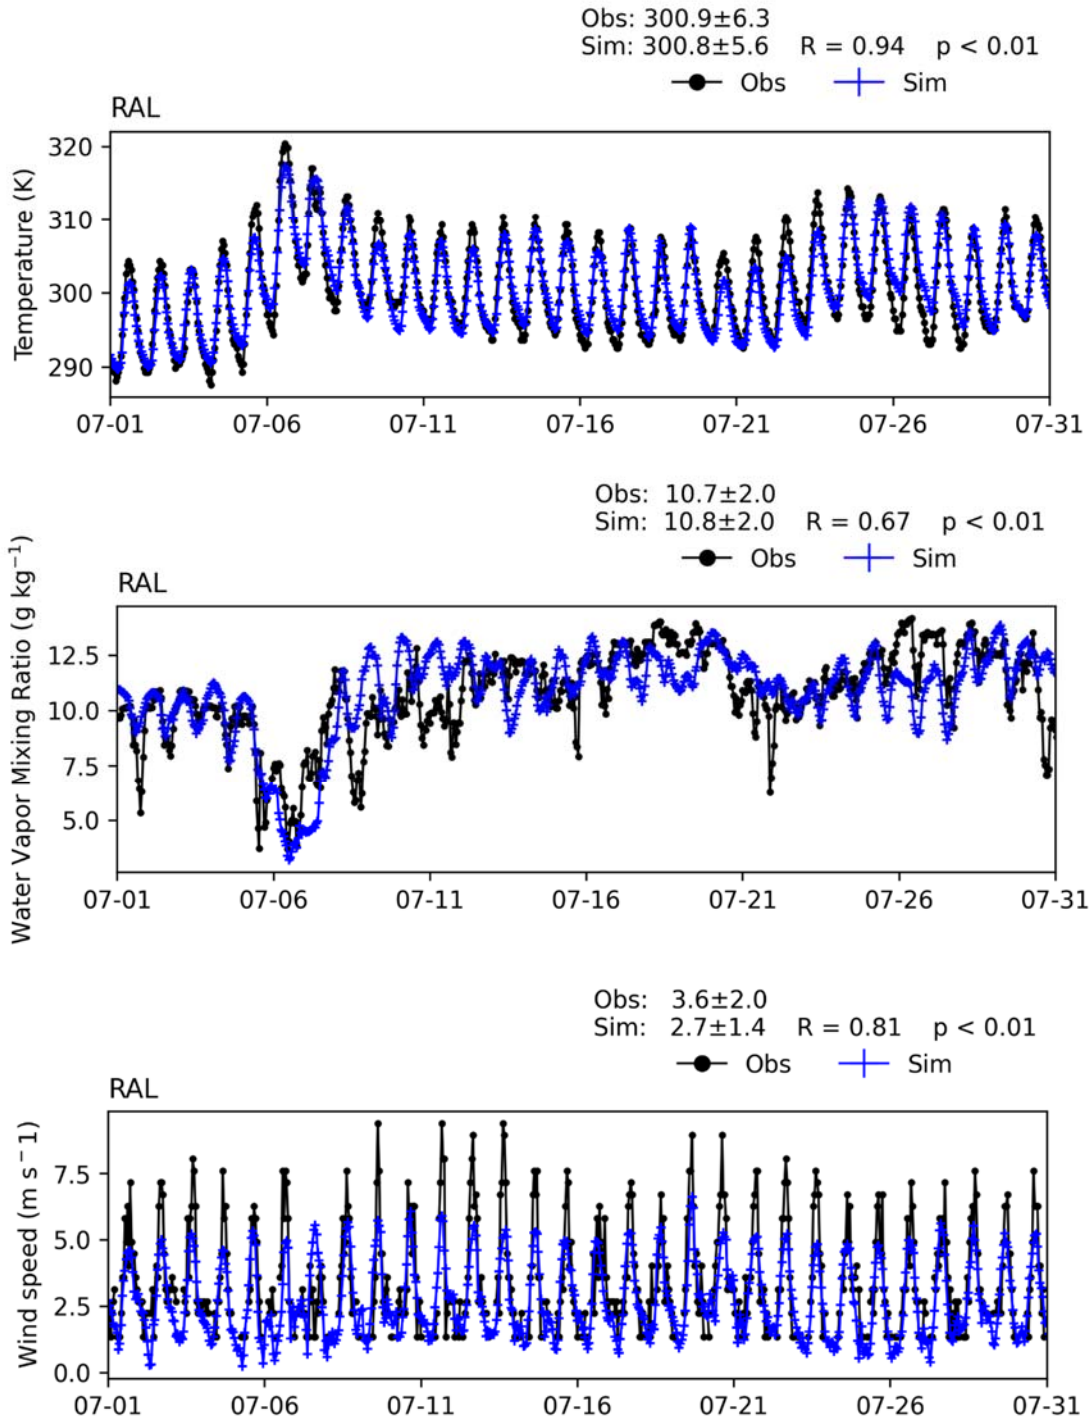 Obs: 300.9±6.3
Sim: 300.8±5.6 R = 0.94 p < 0.01
Obs Sim
RAL
Temperature (K)
320
310
300
290
07-01 07-06 07-11 07-16 07-21 07-26 07-31
Obs: 10.7±2.0
Sim: 10.8±2.0 R = 0.67 p < 0.01
Obs Sim
RAL
Water Vapor Mixing Ratio (g kg⁻¹)
12.5
10.0
7.5
5.0
07-01 07-06 07-11 07-16 07-21 07-26 07-31
Obs: 3.6±2.0
Sim: 2.7±1.4 R = 0.81 p < 0.01
Obs Sim
RAL
Wind speed (m s⁻1)
7.5
5.0
2.5
0.0
07-01 07-06 07-11 07-16 07-21 07-26 07-31